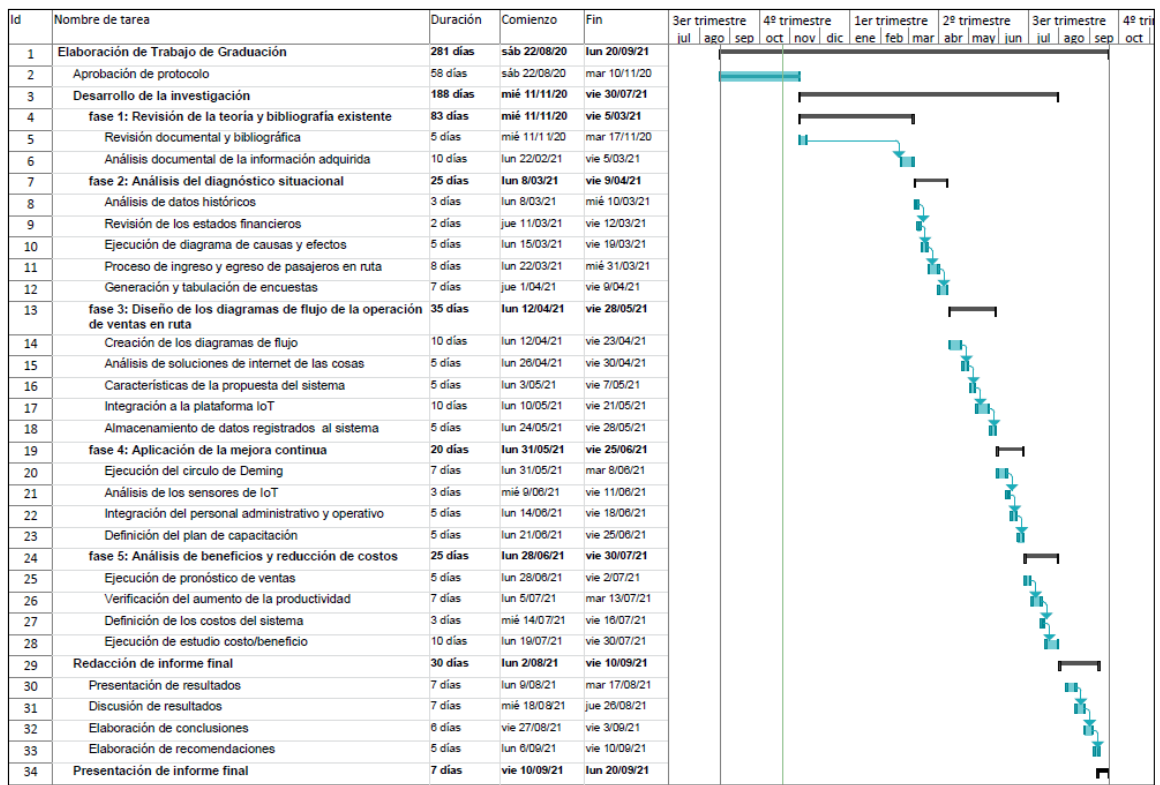 Id Nombre de tarea Duración Comienzo Fin 3er trimestre 4º trimestre 1er trimestre 2º trimestre 3er trimestre 4º tri
jul ago sep oct nov dic ene feb mar abr may jun jul ago sep oct
1 Elaboración de Trabajo de Graduación 281 días sáb 22/08/20 lun 20/09/21
2 Aprobación de protocolo 58 días sáb 22/08/20 mar 10/11/20
3 Desarrollo de la investigación 188 días mié 11/11/20 vie 30/07/21
4 fase 1: Revisión de la teoría y bibliografía existente 83 días mié 11/11/20 vie 5/03/21
5 Revisión documental y bibliográfica 5 días mié 11/11/20 mar 17/11/20
6 Análisis documental de la información adquirida 10 días lun 22/02/21 vie 5/03/21
7 fase 2: Análisis del diagnóstico situacional 25 días lun 8/03/21 vie 9/04/21
8 Análisis de datos históricos 3 días lun 8/03/21 mié 10/03/21
9 Revisión de los estados financieros 2 días jue 11/03/21 vie 12/03/21
10 Ejecución de diagrama de causas y efectos 5 días lun 15/03/21 vie 19/03/21
11 Proceso de ingreso y egreso de pasajeros en ruta 8 días lun 22/03/21 mié 31/03/21
12 Generación y tabulación de encuestas 7 días jue 1/04/21 vie 9/04/21
13 fase 3: Diseño de los diagramas de flujo de la operación 35 días lun 12/04/21 vie 28/05/21
de ventas en ruta
14 Creación de los diagramas de flujo 10 días lun 12/04/21 vie 23/04/21
15 Análisis de soluciones de internet de las cosas 5 días lun 26/04/21 vie 30/04/21
16 Características de la propuesta del sistema 5 días lun 3/05/21 vie 7/05/21
17 Integración a la plataforma IoT 10 días lun 10/05/21 vie 21/05/21
18 Almacenamiento de datos registrados al sistema 5 días lun 24/05/21 vie 28/05/21
19 fase 4: Aplicación de la mejora continua 20 días lun 31/05/21 vie 25/06/21
20 Ejecución del circulo de Deming 7 días lun 31/05/21 mar 8/06/21
21 Análisis de los sensores de IoT 3 días mié 9/06/21 vie 11/06/21
22 Integración del personal administrativo y operativo 5 días lun 14/06/21 vie 18/06/21
23 Definición del plan de capacitación 5 días lun 21/06/21 vie 25/06/21
24 fase 5: Análisis de beneficios y reducción de costos 25 días lun 28/06/21 vie 30/07/21
25 Ejecución de pronóstico de ventas 5 días lun 28/06/21 vie 2/07/21
26 Verificación del aumento de la productividad 7 días lun 5/07/21 mar 13/07/21
27 Definición de los costos del sistema 3 días mié 14/07/21 vie 16/07/21
28 Ejecución de estudio costo/beneficio 10 días lun 19/07/21 vie 30/07/21
29 Redacción de informe final 30 días lun 2/08/21 vie 10/09/21
30 Presentación de resultados 7 días lun 9/08/21 mar 17/08/21
31 Discusión de resultados 7 días mié 18/08/21 jue 26/08/21
32 Elaboración de conclusiones 6 días vie 27/08/21 vie 3/09/21
33 Elaboración de recomendaciones 5 días lun 6/09/21 vie 10/09/21
34 Presentación de informe final 7 días vie 10/09/21 lun 20/09/21